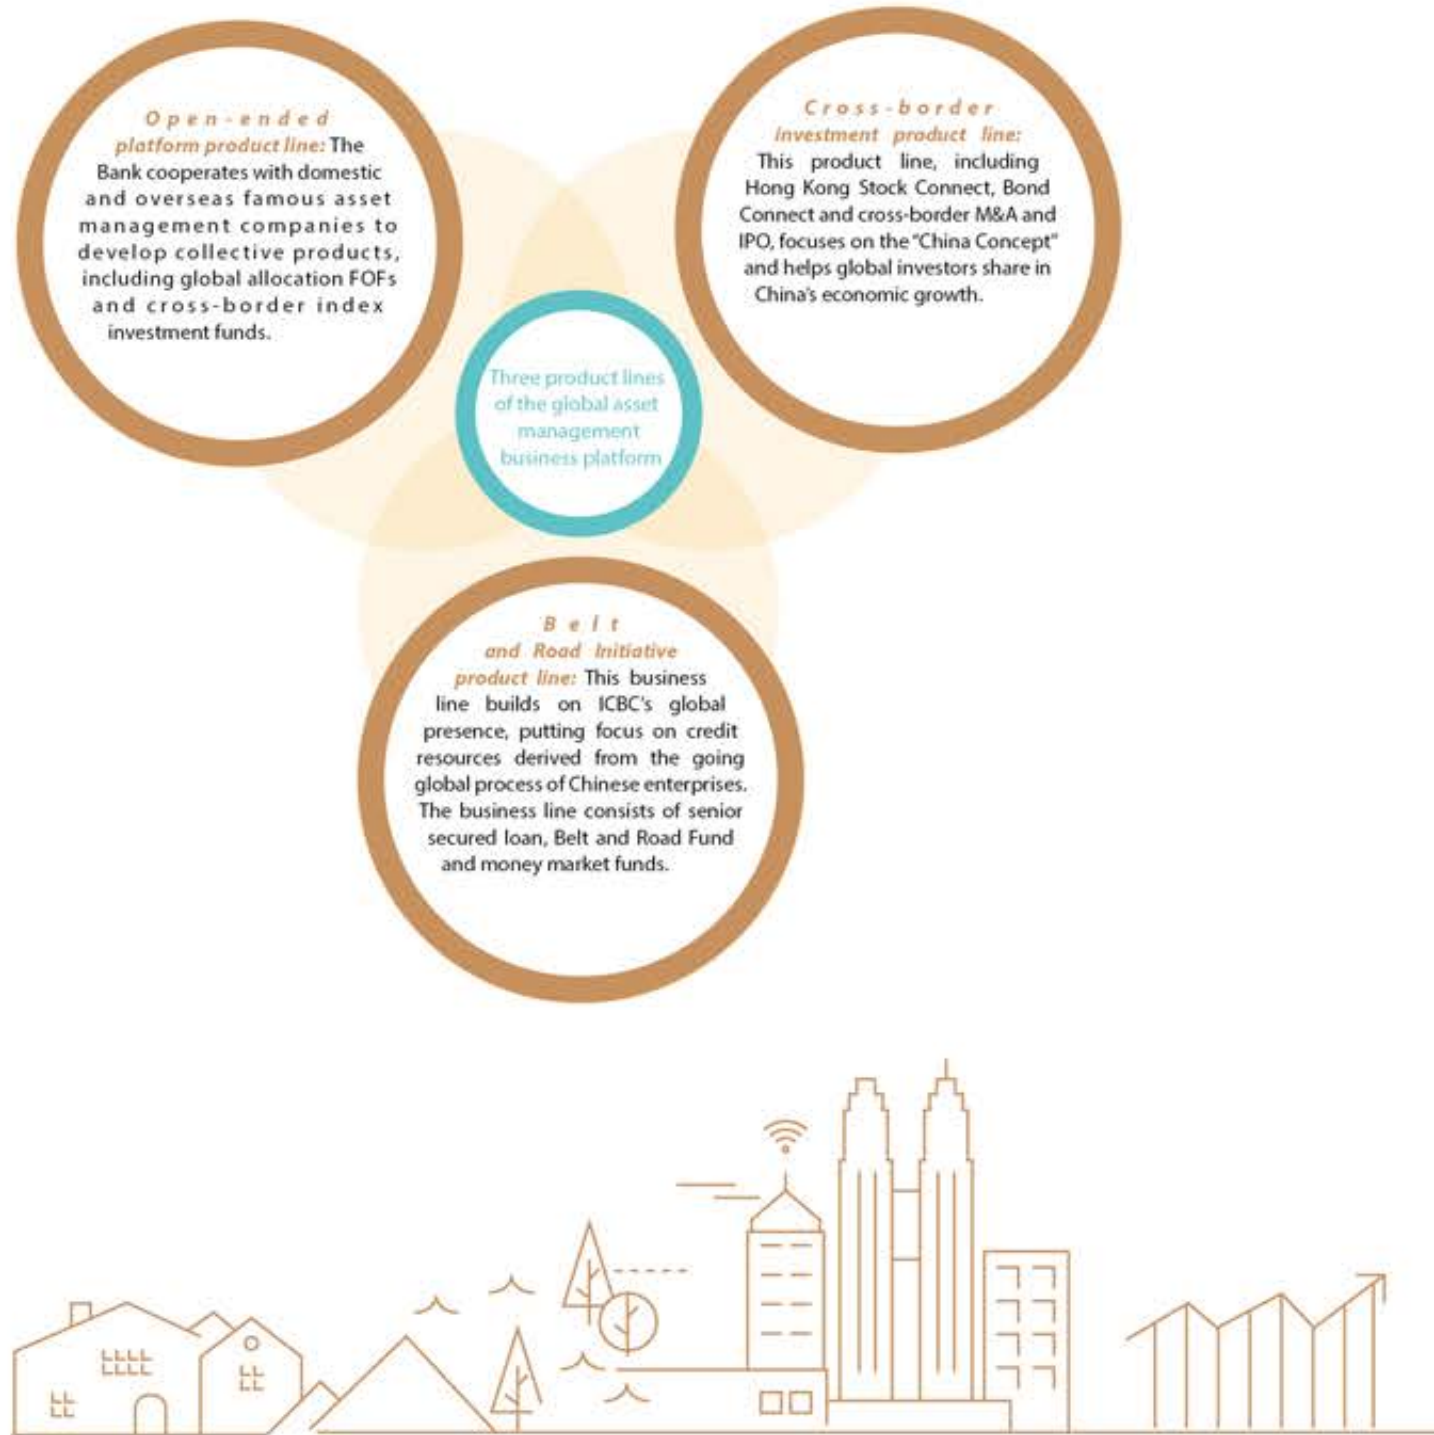 Open-ended
platform product line: The
Bank cooperates with domestic
and overseas famous asset
management companies to
develop collective products,
including global allocation FOFs
and cross-border index
investment funds.
Cross-border
investment product line:
This product line, including
Hong Kong Stock Connect, Bond
Connect and cross-border M&A and
IPO, focuses on the "China Concept"
and helps global investors share in
China's economic growth.
Three product lines
of the global asset
management
business platform
Belt
and Road Initiative
product line: This business
line builds on ICBC's global
presence, putting focus on credit
resources derived from the going
global process of Chinese enterprises.
The business line consists of senior
secured loan, Belt and Road Fund
and money market funds.